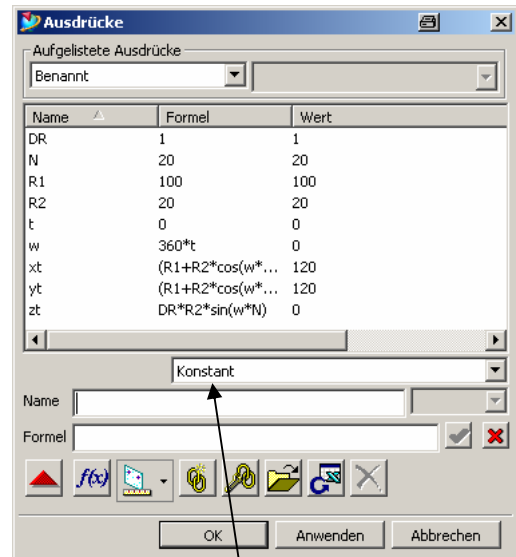 Ausdrücke
Aufgelistete Ausdrücke
Benannt
Name Formel Wert
DR 1 1
N 20 20
R1 100 100
R2 20 20
t 0 0
w 360*t 0
xt (R1+R2*cos(w*... 120
yt (R1+R2*cos(w*... 120
zt DR*R2*sin(w*N) 0
Konstant
Name
Formel
f(x)
OK Anwenden Abbrechen